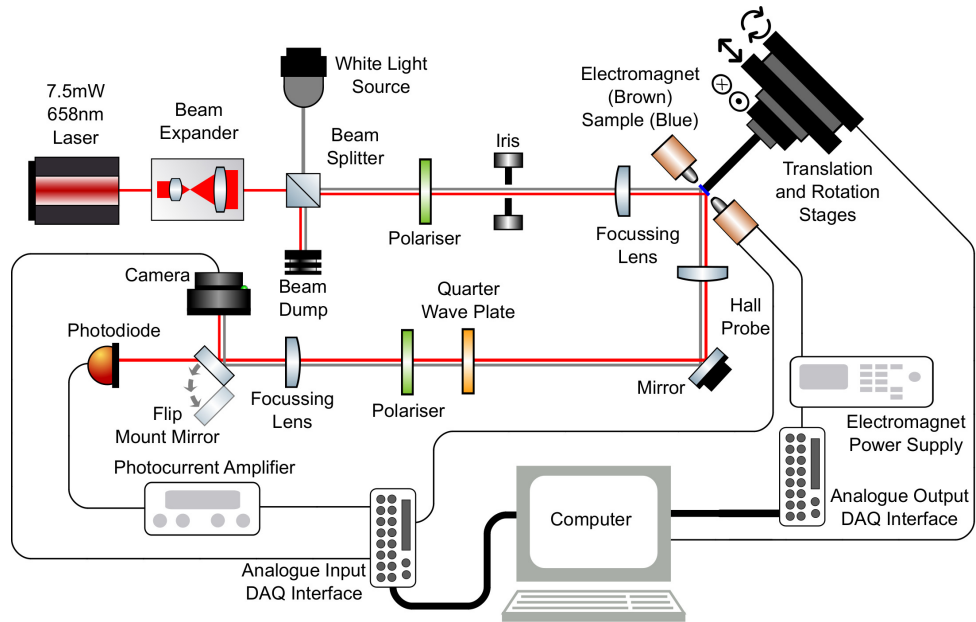 7.5mW
658nm
Laser
Beam
Expander
White Light
Source
Beam
Splitter
Polariser
Iris
Electromagnet
(Brown)
Sample (Blue)
Focussing
Lens
Translation
and Rotation
Stages
Camera
Beam
Dump
Photodiode
Flip
Mount Mirror
Focussing
Lens
Polariser
Quarter
Wave Plate
Hall
Probe
Mirror
Electromagnet
Power Supply
Photocurrent Amplifier
Analogue Input
DAQ Interface
Computer
Analogue Output
DAQ Interface